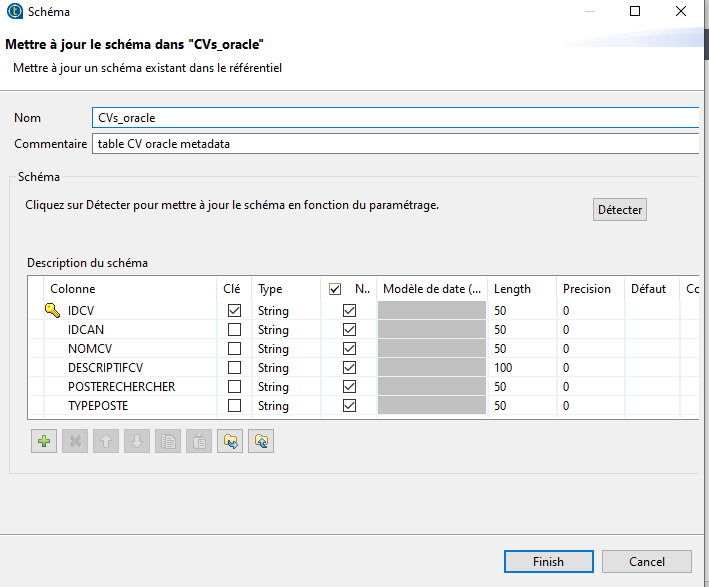 Schéma
Mettre à jour le schéma dans "CVs_oracle"
Mettre à jour un schéma existant dans le référentiel
Nom CVs_oracle
Commentaire table CV oracle metadata
Schéma
Cliquez sur Détecter pour mettre à jour le schéma en fonction du paramétrage. Détecter
Description du schéma
Colonne Clé Type N.. Modèle de date (... Length Precision Défaut Co
IDCV String 50 0
IDCAN String 50 0
NOMCV String 50 0
DESCRIPTIFCV String 100 0
POSTERECHERCHER String 50 0
TYPEPOSTE String 50 0
Finish Cancel